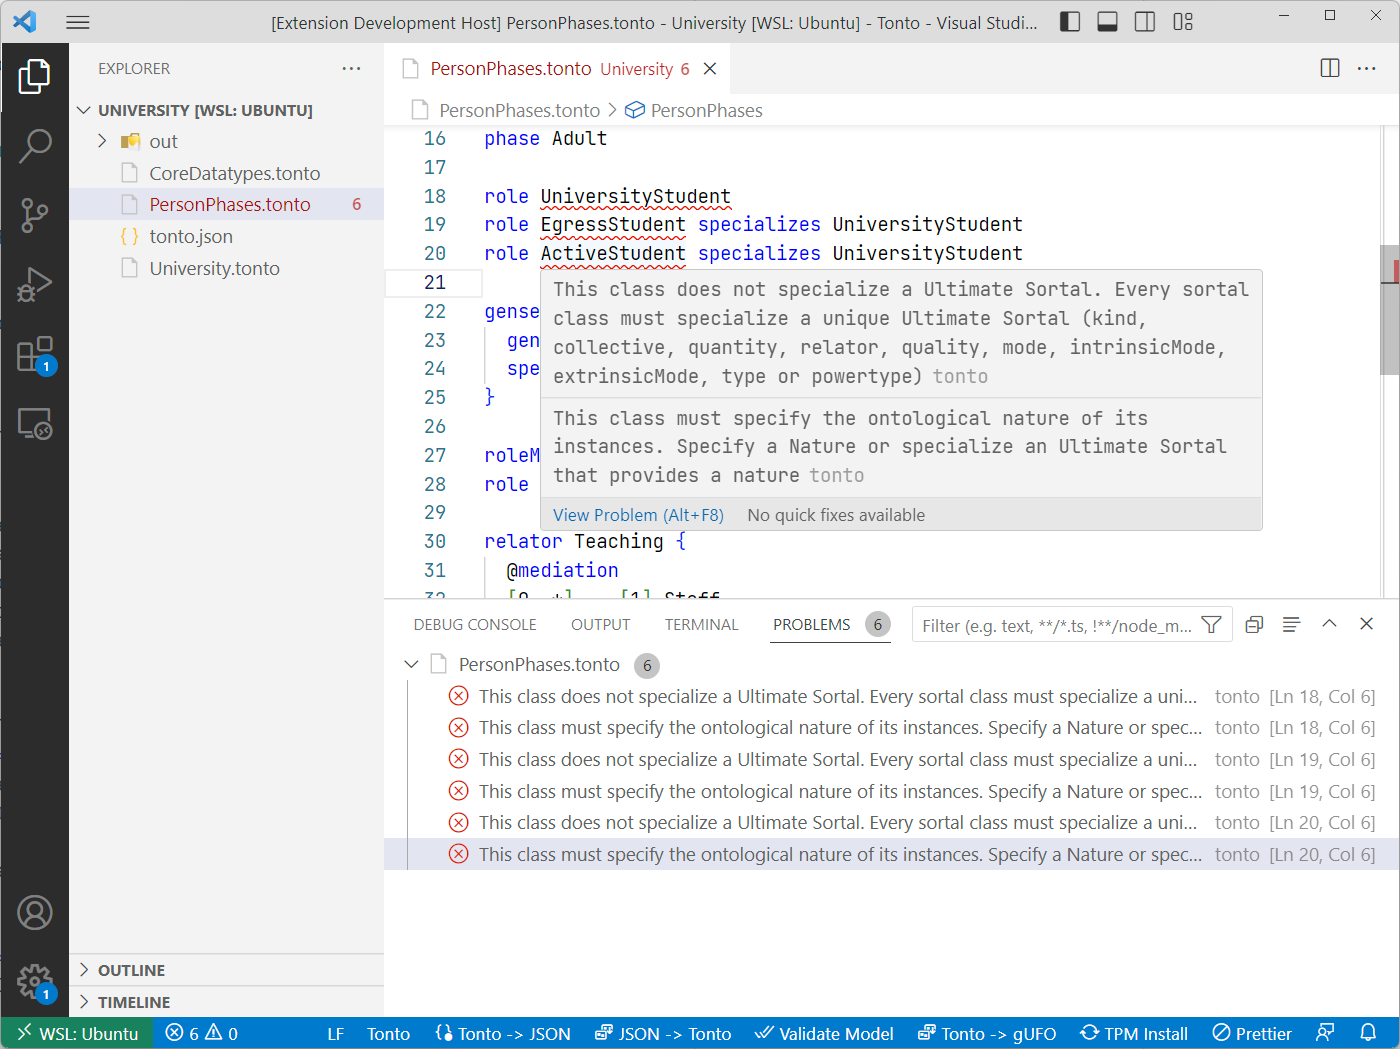 [Extension Development Host] PersonPhases.tonto - University [WSL: Ubuntu] - Tonto - Visual Studi...
EXPLORER
UNIVERSITY [WSL: UBUNTU]
out
CoreDatatypes.tonto
PersonPhases.tonto 6
{ } tonto.json
University.tonto
OUTLINE
TIMELINE
1
1
PersonPhases.tonto University 6
PersonPhases.tonto > PersonPhases
16 phase Adult
17
18 role UniversityStudent
19 role EgressStudent specializes UniversityStudent
20 role ActiveStudent specializes UniversityStudent
21
22 gense
23 gen
24 spe
25 }
26
27 roleM
28 role
29
30 relator Teaching {
31 @mediation
This class does not specialize a Ultimate Sortal. Every sortal
class must specialize a unique Ultimate Sortal (kind,
collective, quantity, relator, quality, mode, intrinsicMode,
extrinsicMode, type or powertype) tonto
This class must specify the ontological nature of its
instances. Specify a Nature or specialize an Ultimate Sortal
that provides a nature tonto
View Problem (Alt+F8) No quick fixes available
DEBUG CONSOLE OUTPUT TERMINAL PROBLEMS 6 Filter (e.g. text, **/*.ts, !**/node_m...
PersonPhases.tonto 6
This class does not specialize a Ultimate Sortal. Every sortal class must specialize a uni... tonto [Ln 18, Col 6]
This class must specify the ontological nature of its instances. Specify a Nature or spec... tonto [Ln 18, Col 6]
This class does not specialize a Ultimate Sortal. Every sortal class must specialize a uni... tonto [Ln 19, Col 6]
This class must specify the ontological nature of its instances. Specify a Nature or spec... tonto [Ln 19, Col 6]
This class does not specialize a Ultimate Sortal. Every sortal class must specialize a uni... tonto [Ln 20, Col 6]
This class must specify the ontological nature of its instances. Specify a Nature or spec... tonto [Ln 20, Col 6]
WSL: Ubuntu 6 0 LF Tonto Tonto -> JSON JSON -> Tonto Validate Model Tonto -> gUFO TPM Install Prettier